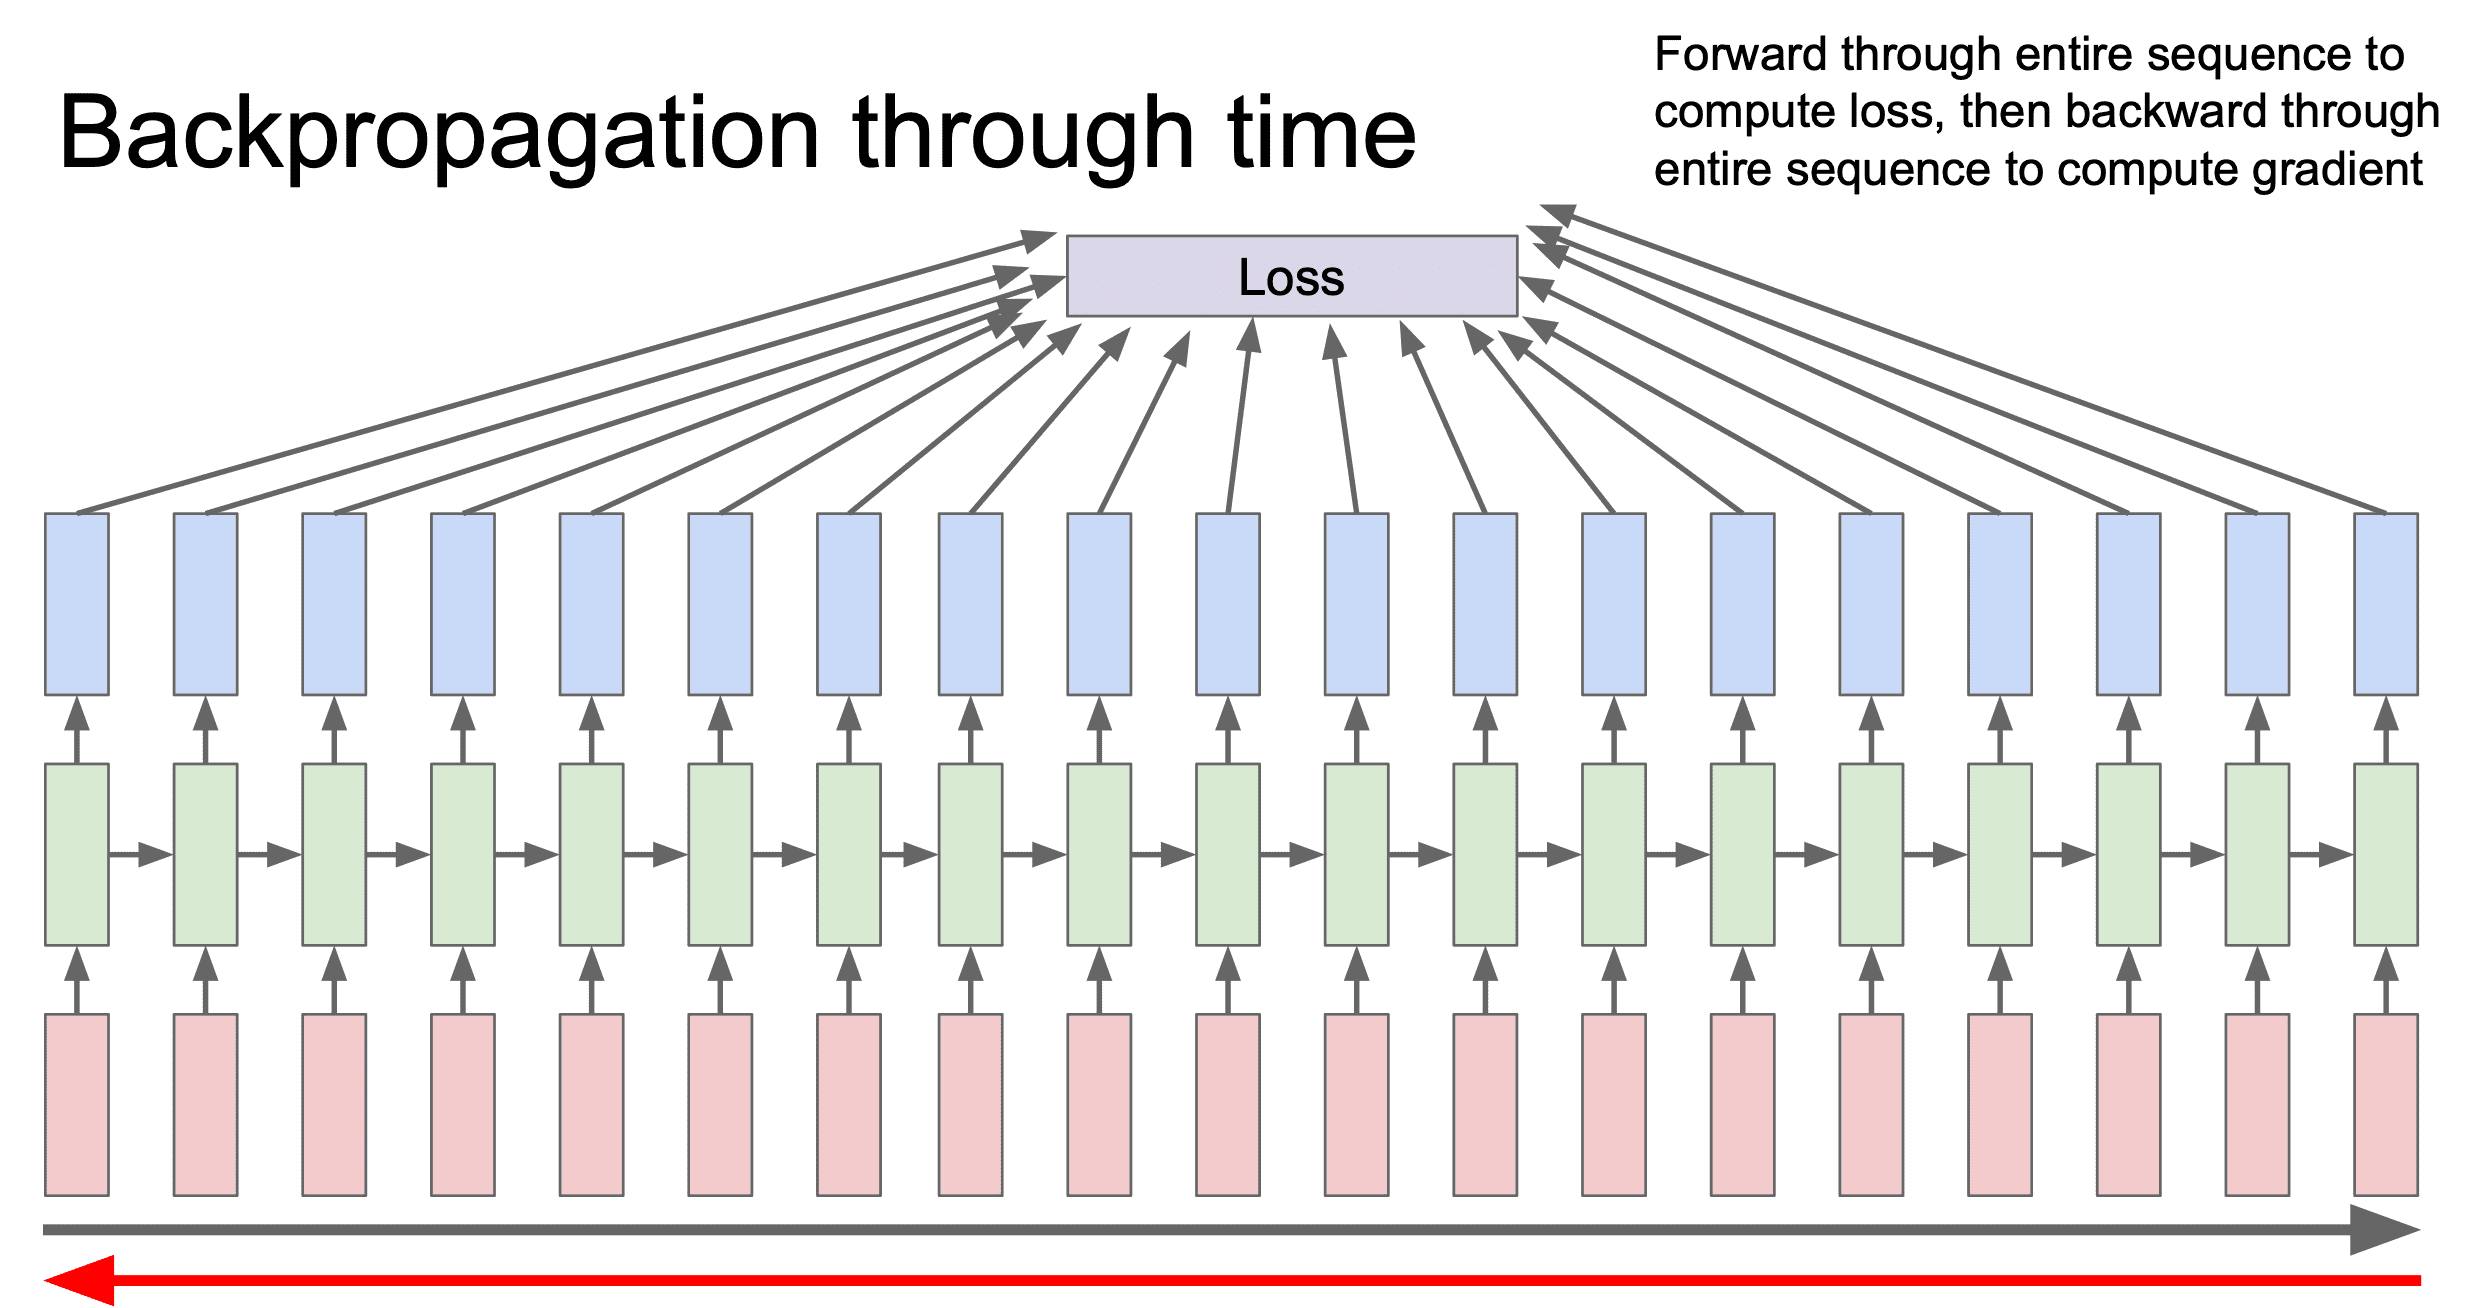 Backpropagation through time
Forward through entire sequence to
compute loss, then backward through
entire sequence to compute gradient
Loss